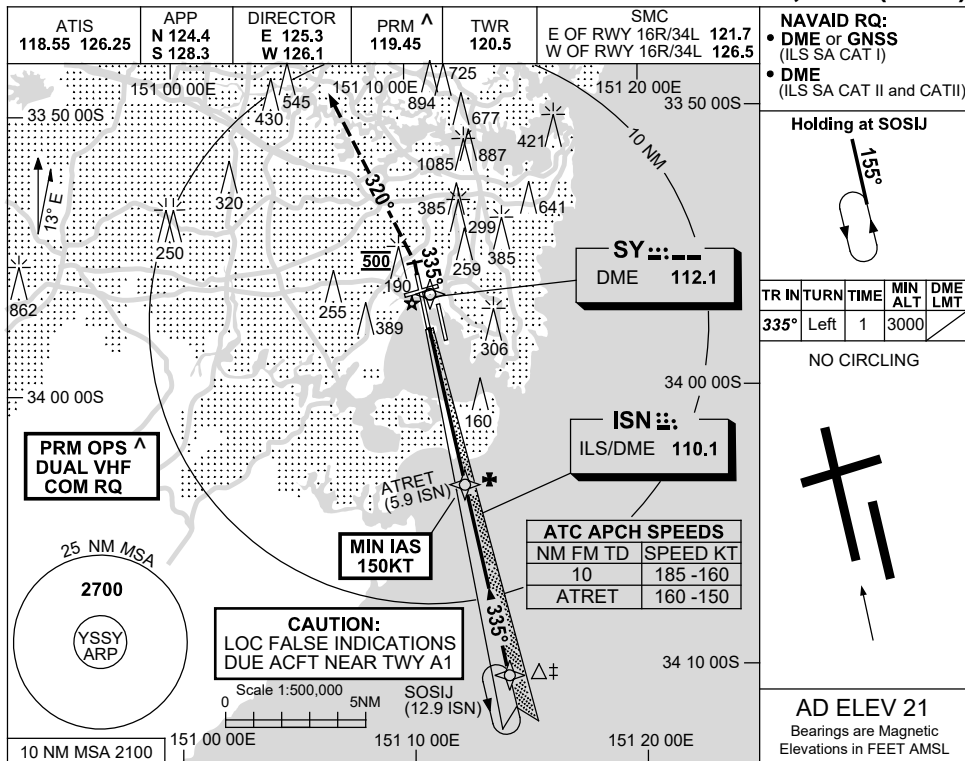 ATIS
118.55 126.25
APP
N 124.4
S 128.3
DIRECTOR
E 125.3
W 126.1
PRM ^
119.45
TWR
120.5
SMC
E OF RWY 16R/34L 121.7
W OF RWY 16R/34L 126.5
NAVAID RQ:
• DME or GNSS
(ILS SA CAT I)
• DME
(ILS SA CAT II and CATII)
151 00 00E
151 10 00E
151 20 00E
33 50 00S
33 50 00S
545
430
725
894
677
421
1085
887
10 NM
13° E
320
320°
385
299
641
385
250
259
500
190
335°
862
255
389
306
SY
DME 112.1
34 00 00S
34 00 00S
160
ISN
ILS/DME 110.1
PRM OPS ^
DUAL VHF
COM RQ
ATRET
(5.9 ISN)
MIN IAS
150KT
ATC APCH SPEEDS
NM FM TD SPEED KT
10 185 -160
ATRET 160 -150
25 NM MSA
2700
YSSY
ARP
CAUTION:
LOC FALSE INDICATIONS
DUE ACFT NEAR TWY A1
335°
34 10 00S
‡
Scale 1:500,000
0 5NM
SOSIJ
(12.9 ISN)
10 NM MSA 2100
151 00 00E
151 10 00E
151 20 00E
Holding at SOSIJ
155°
TR IN TURN TIME MIN ALT DME LMT
335° Left 1 3000
NO CIRCLING
AD ELEV 21
Bearings are Magnetic
Elevations in FEET AMSL